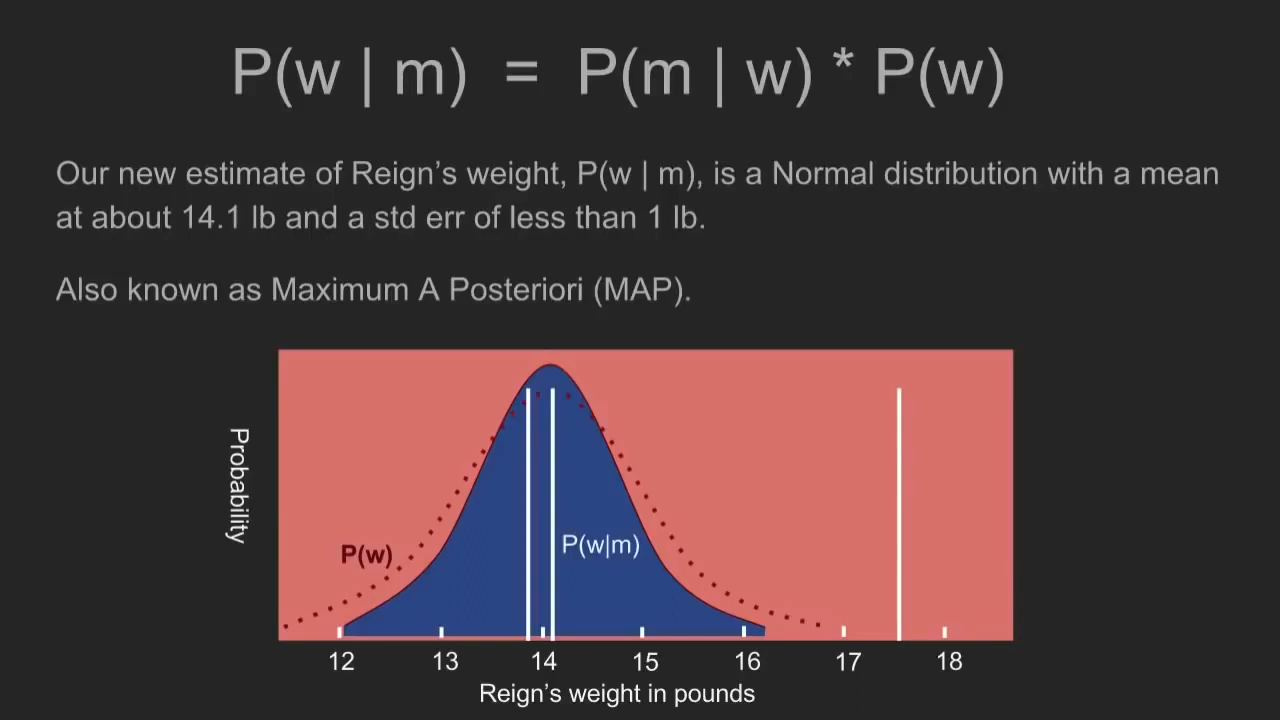 P(w | m) = P(m | w) * P(w)
Our new estimate of Reign’s weight, P(w | m), is a Normal distribution with a mean
at about 14.1 lb and a std err of less than 1 lb.
Also known as Maximum A Posteriori (MAP).
Probability
P(w)
P(w|m)
12 13 14 15 16 17 18
Reign’s weight in pounds